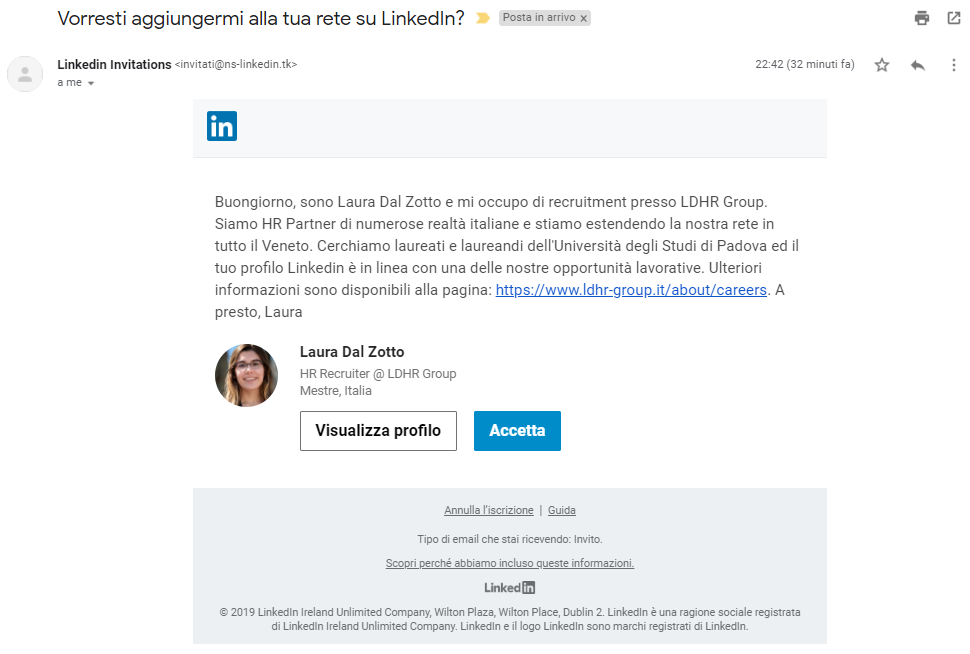 Vorresti aggiungermi alla tua rete su LinkedIn? Posta in arrivo x
Linkedin Invitations <invitati@ns-linkedin.tk> 22:42 (32 minuti fa)
a me
in
Buongiorno, sono Laura Dal Zotto e mi occupo di recruitment presso LDHR Group.
Siamo HR Partner di numerose realtà italiane e stiamo estendendo la nostra rete in
tutto il Veneto. Cerchiamo laureati e laureandi dell'Università degli Studi di Padova ed il
tuo profilo Linkedin è in linea con una delle nostre opportunità lavorative. Ulteriori
informazioni sono disponibili alla pagina: https://www.ldhr-group.it/about/careers. A
presto, Laura
Laura Dal Zotto
HR Recruiter @ LDHR Group
Mestre, Italia
Visualizza profilo Accetta
Annulla l'iscrizione | Guida
Tipo di email che stai ricevendo: Invito.
Scopri perché abbiamo incluso queste informazioni.
Linked in
© 2019 LinkedIn Ireland Unlimited Company, Wilton Plaza, Wilton Place, Dublin 2. LinkedIn è una ragione sociale registrata
di LinkedIn Ireland Unlimited Company. LinkedIn e il logo LinkedIn sono marchi registrati di LinkedIn.